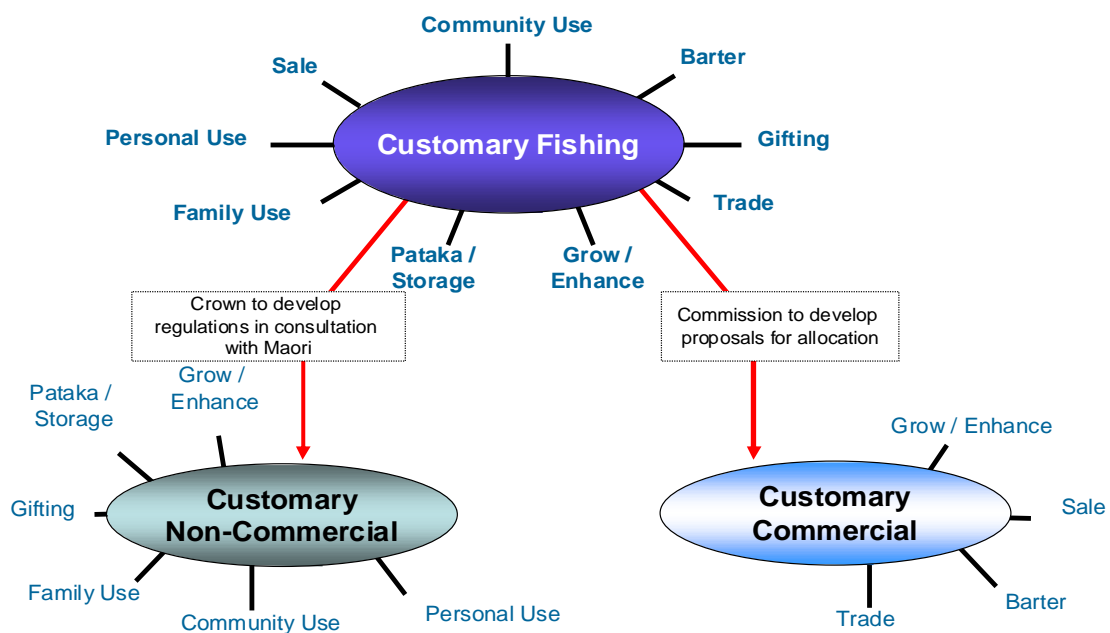 Community Use
Sale
Barter
Personal Use
Customary Fishing
Gifting
Family Use
Trade
Pataka /
Storage
Grow /
Enhance
Crown to develop
regulations in consultation
with Maori
Commission to develop
proposals for allocation
Pataka /
Storage
Grow /
Enhance
Gifting
Customary
Non-Commercial
Family Use
Community Use
Personal Use
Grow / Enhance
Customary
Commercial
Sale
Barter
Trade